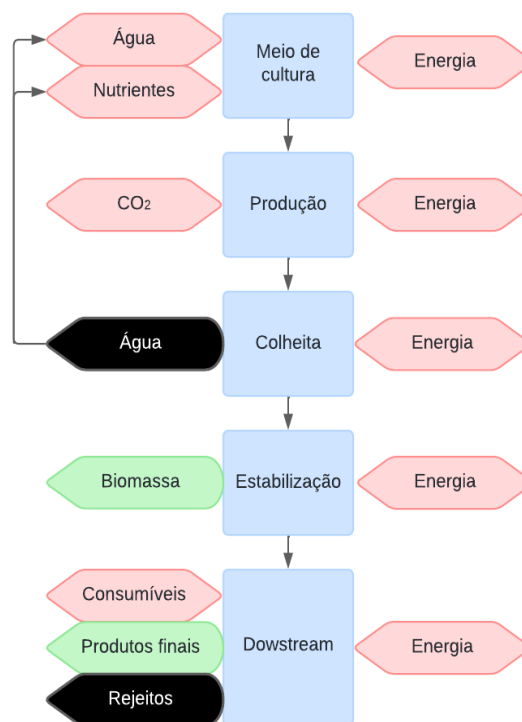 Água
Meio de
cultura
Energia
Nutrientes
CO2
Produção
Energia
Água
Colheita
Energia
Biomassa
Estabilização
Energia
Consumíveis
Produtos finais
Dowstream
Energia
Rejeitos